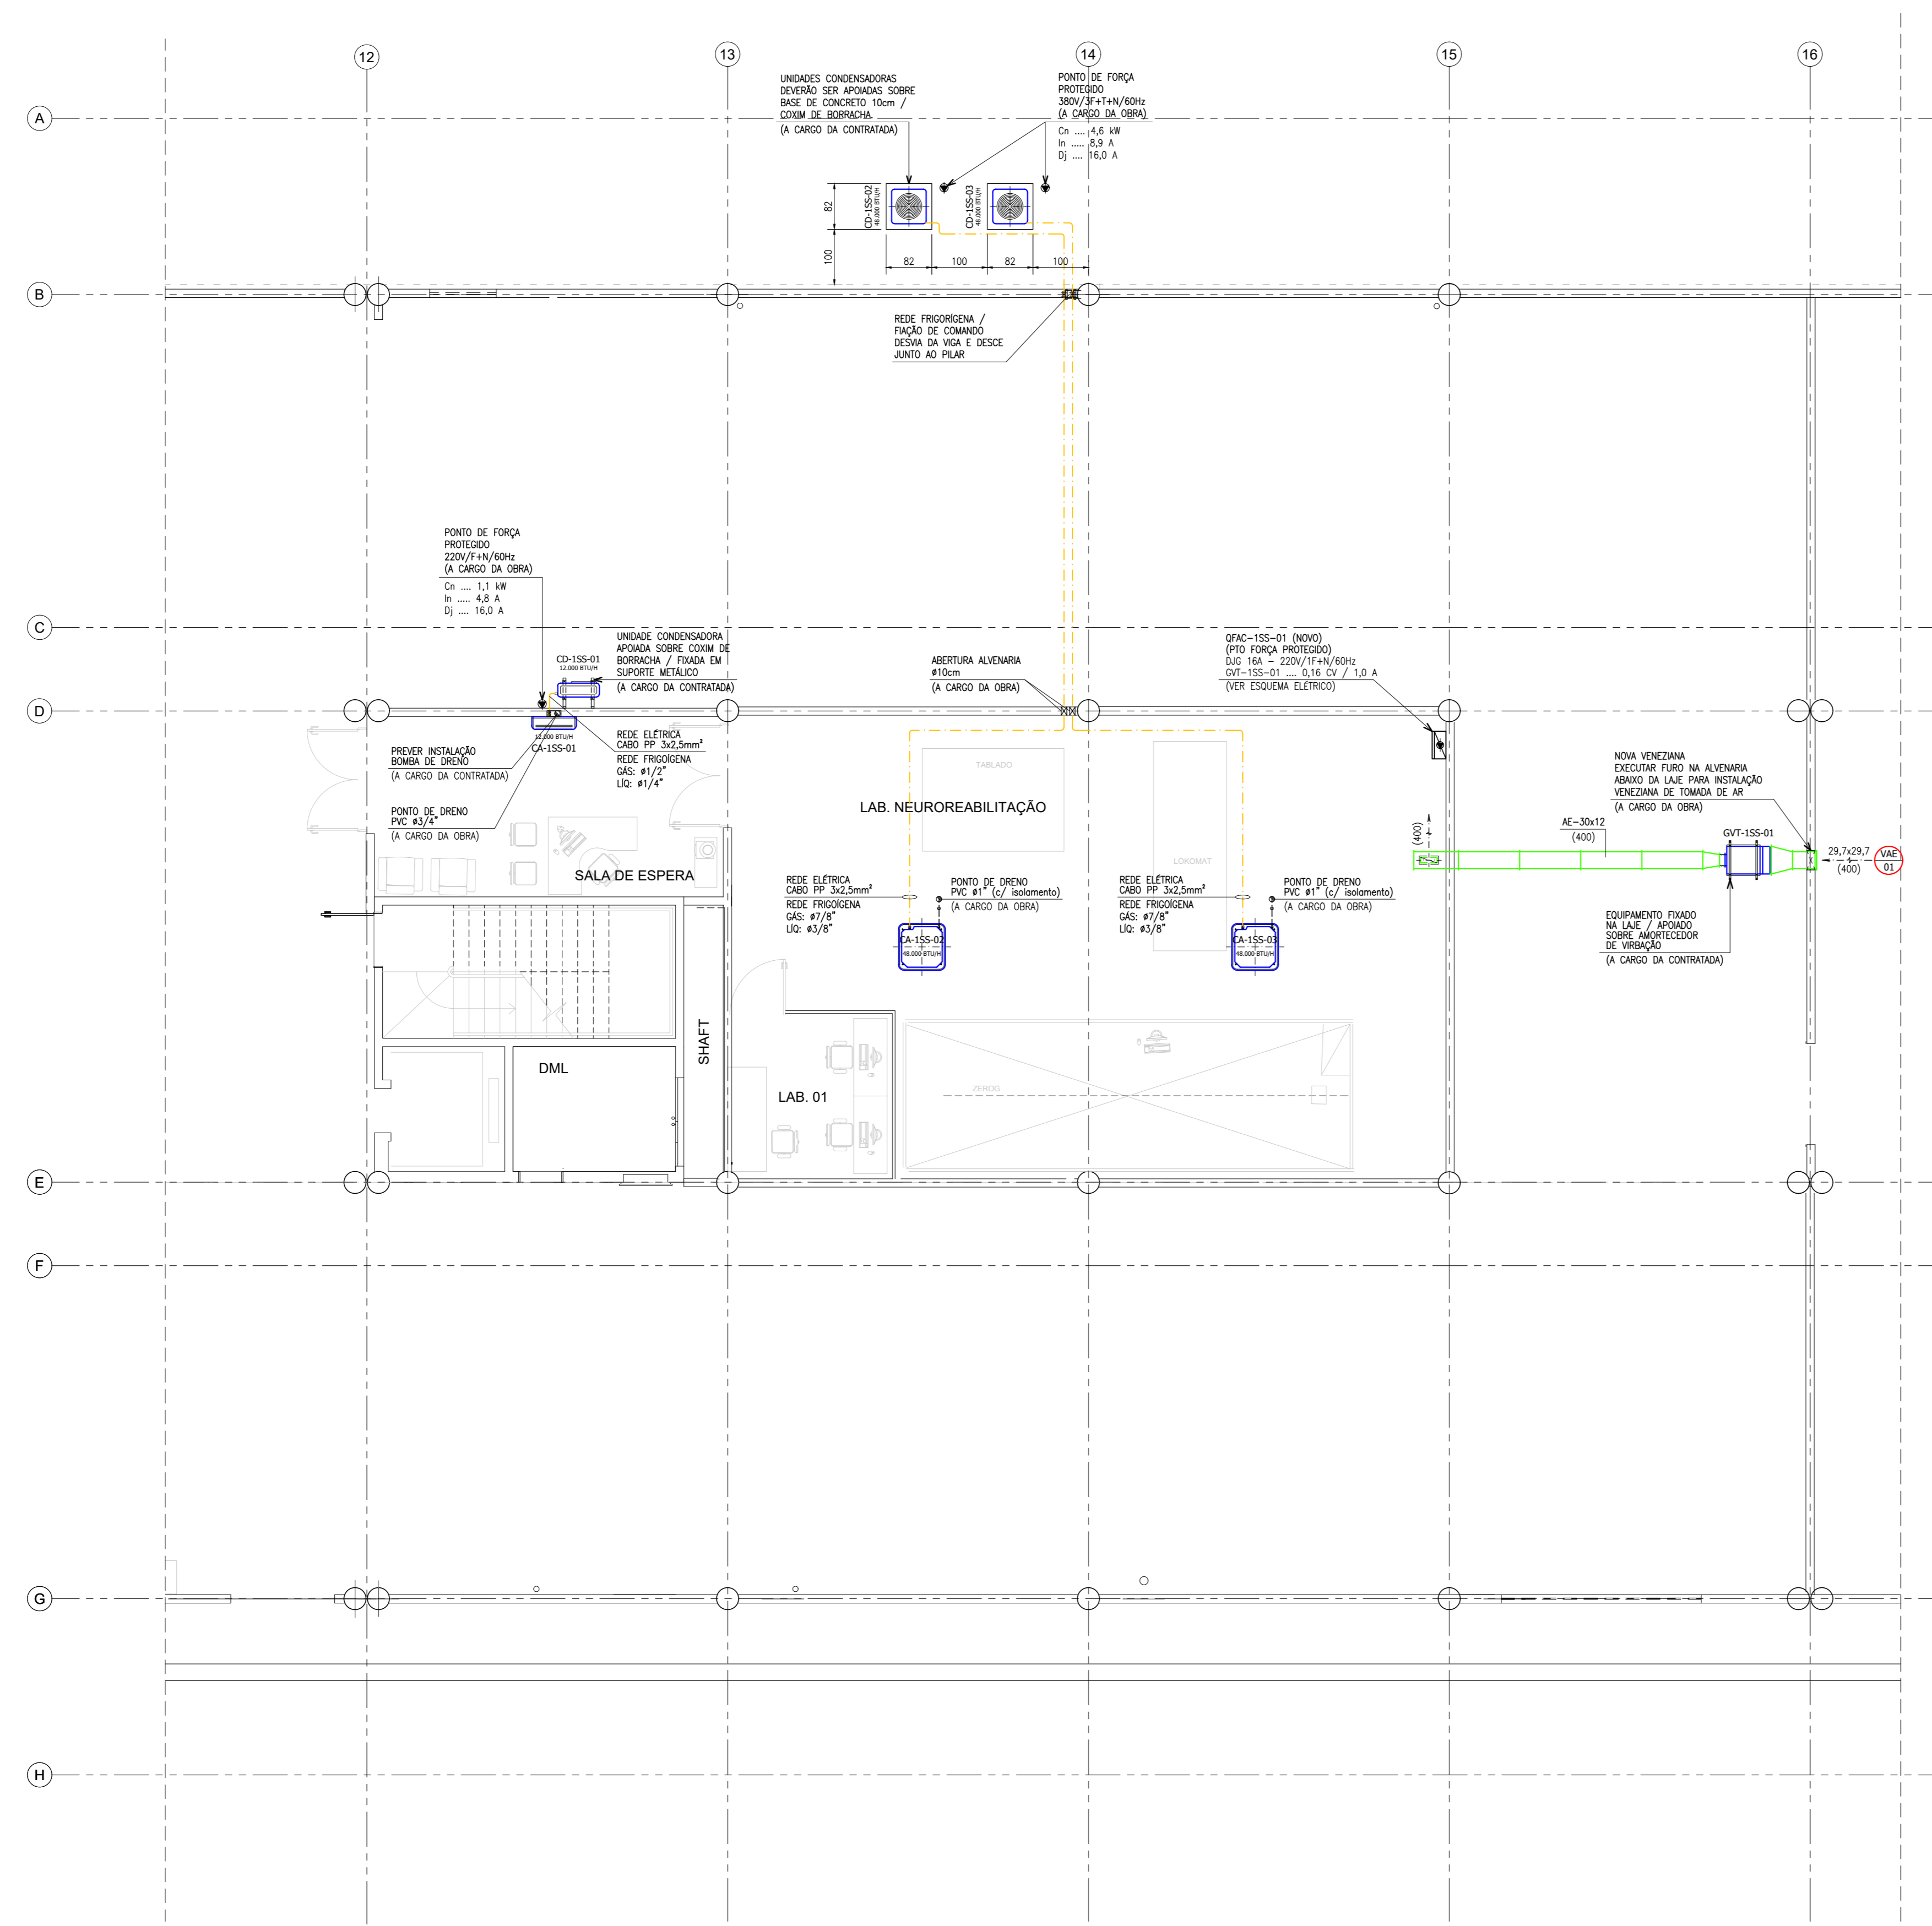 12
13
14
15
16
A
B
C
D
E
F
G
H
UNIDADES CONDENSADORAS
DEVERÃO SER APOIADAS SOBRE
BASE DE CONCRETO 10cm /
COXIM DE BORRACHA
(A CARGO DA CONTRATADA)
PONTO DE FORÇA
PROTEGIDO
380V/3F+T+N/60Hz
(A CARGO DA OBRA)
Cn .... 4,6 kW
In ..... 8,9 A
Dj .... 16,0 A
CD-1SS-02
48.000 BTU/H
CD-1SS-03
48.000 BTU/H
82
100
82
100
82
100
REDE FRIGORÍGENA /
FIAÇÃO DE COMANDO
DESVIA DA VIGA E DESCE
JUNTO AO PILAR
PONTO DE FORÇA
PROTEGIDO
220V/F+N/60Hz
(A CARGO DA OBRA)
Cn .... 1,1 kW
In ..... 4,8 A
Dj .... 16,0 A
CD-1SS-01
12.000 BTU/H
UNIDADE CONDENSADORA
APOIADA SOBRE COXIM DE
BORRACHA / FIXADA EM
SUPORTE METÁLICO
(A CARGO DA CONTRATADA)
ABERTURA ALVENARIA
ø10cm
(A CARGO DA OBRA)
QFAC-1SS-01 (NOVO)
(PTO FORÇA PROTEGIDO)
DJG 16A - 220V/1F+N/60Hz
GVT-1SS-01 .... 0,16 CV / 1,0 A
(VER ESQUEMA ELÉTRICO)
12.000 BTU/H
CA-1SS-01
PREVER INSTALAÇÃO
BOMBA DE DRENO
(A CARGO DA CONTRATADA)
REDE ELÉTRICA
CABO PP 3x2,5mm²
REDE FRIGOÍGENA
GÁS: ø1/2"
LÍQ: ø1/4"
PONTO DE DRENO
PVC ø3/4"
(A CARGO DA OBRA)
SALA DE ESPERA
TABLADO
LAB. NEUROREABILITAÇÃO
LOKOMAT
NOVA VENEZIANA
EXECUTAR FURO NA ALVENARIA
ABAIXO DA LAJE PARA INSTALAÇÃO
VENEZIANA DE TOMADA DE AR
(A CARGO DA OBRA)
AE-30x12
(400)
GVT-1SS-01
(400)
29,7x29,7
(400)
VAE
01
REDE ELÉTRICA
CABO PP 3x2,5mm²
REDE FRIGOÍGENA
GÁS: ø7/8"
LÍQ: ø3/8"
PONTO DE DRENO
PVC ø1" (c/ isolamento)
(A CARGO DA OBRA)
REDE ELÉTRICA
CABO PP 3x2,5mm²
REDE FRIGOÍGENA
GÁS: ø7/8"
LÍQ: ø3/8"
PONTO DE DRENO
PVC ø1" (c/ isolamento)
(A CARGO DA OBRA)
CA-1SS-02
48.000 BTU/H
CA-1SS-03
48.000 BTU/H
EQUIPAMENTO FIXADO
NA LAJE / APOIADO
SOBRE AMORTECEDOR
DE VIRBAÇÃO
(A CARGO DA CONTRATADA)
SHAFT
DML
LAB. 01
ZEROG